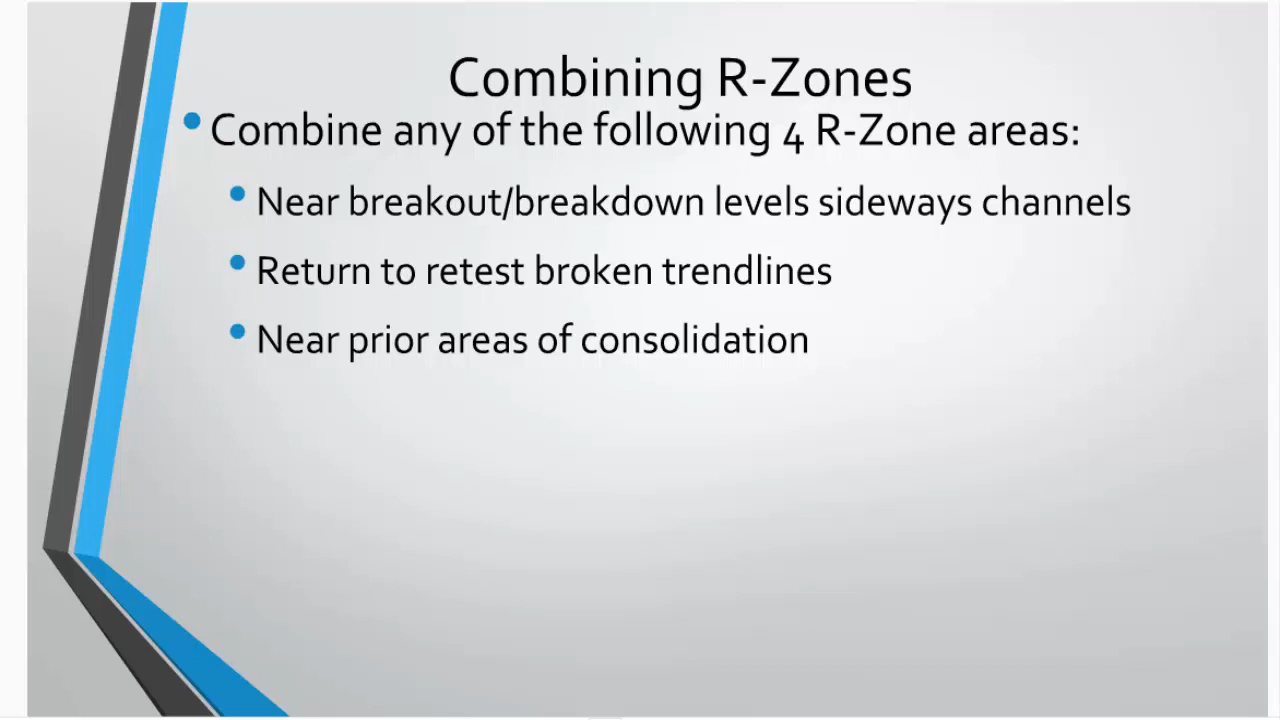 Combining R-Zones
• Combine any of the following 4 R-Zone areas:
• Near breakout/breakdown levels sideways channels
• Return to retest broken trendlines
• Near prior areas of consolidation